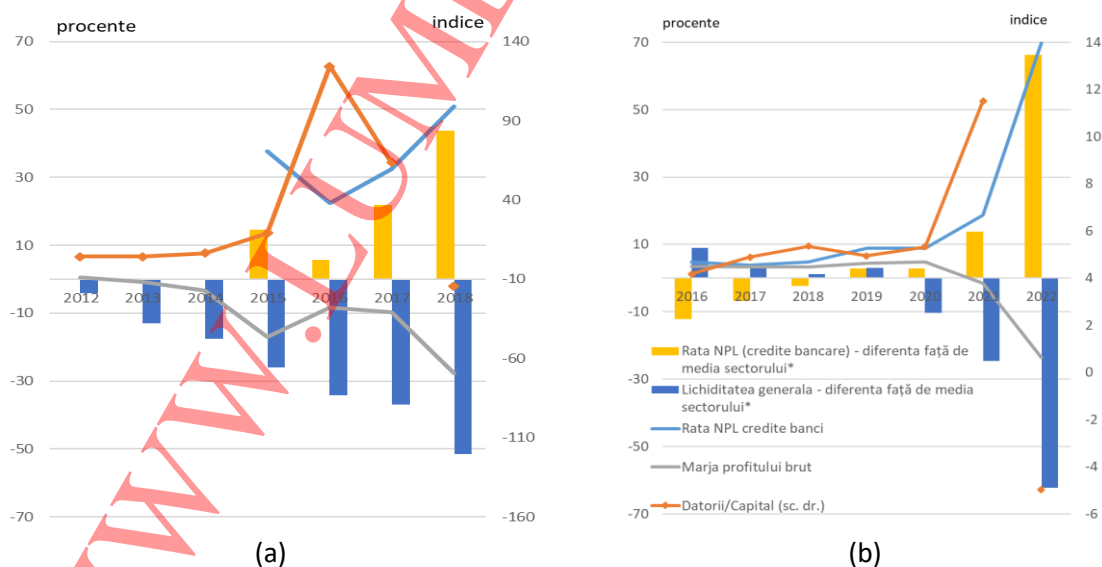 procente
indice
70
50
30
10
-10
-30
-50
-70
140
90
40
-10
-60
-110
-160
2012 2013 2014 2015 2016 2017 2018
(a)
procente
indice
70
50
30
10
-10
-30
-50
-70
14
12
10
8
6
4
2
0
-2
-4
-6
2016 2017 2018 2019 2020 2021 2022
Rata NPL (credite bancare) - diferenta față de
media sectorului*
Lichiditatea generala - diferenta față de media
sectorului*
Rata NPL credite banci
Marja profitului brut
Datorii/Capital (sc. dr.)
(b)